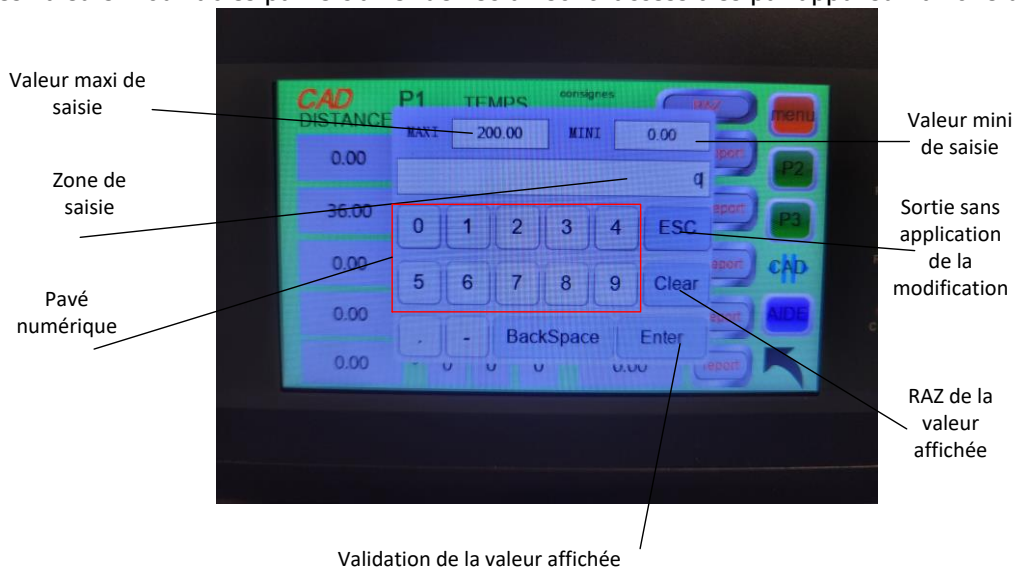 Valeur maxi de
saisie
Valeur mini
de saisie
Zone de
saisie
Sortie sans
application
de la
modification
Pavé
numérique
RAZ de la
valeur
affichée
Validation de la valeur affichée
CAD P1 TEMPS consignes menu
DISTANCE
MAXI 200.00 MINI 0.00
0.00 P2
36.00 P3
0 1 2 3 4 ESC
0.00 CAD
5 6 7 8 9 Clear
0.00 AIDE
. - BackSpace Enter
0.00 0.00 report